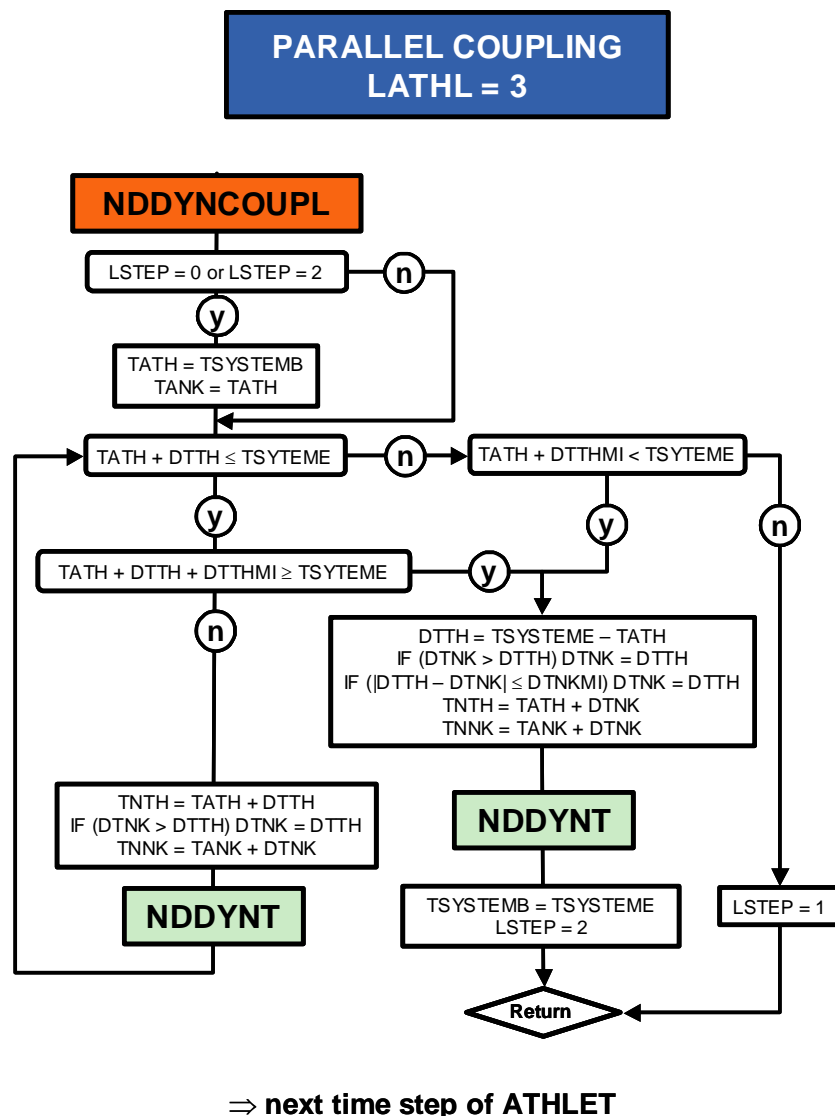 PARALLEL COUPLING
LATHL = 3
NDDYNCOUPL
LSTEP = 0 or LSTEP = 2
n
y
TATH = TSYSTEMB
TANK = TATH
TATH + DTTH ≤ TSYTEME
n
TATH + DTTHMI < TSYTEME
y
y
n
TATH + DTTH + DTTHMI ≥ TSYTEME
y
n
DTTH = TSYSTEME – TATH
IF (DTNK > DTTH) DTNK = DTTH
IF (|DTTH – DTNK| ≤ DTNKMI) DTNK = DTTH
TNTH = TATH + DTNK
TNNK = TANK + DTNK
TNTH = TATH + DTTH
IF (DTNK > DTTH) DTNK = DTTH
TNNK = TANK + DTNK
NDDYNT
NDDYNT
TSYSTEMB = TSYSTEME
LSTEP = 2
LSTEP = 1
Return
⇒ next time step of ATHLET